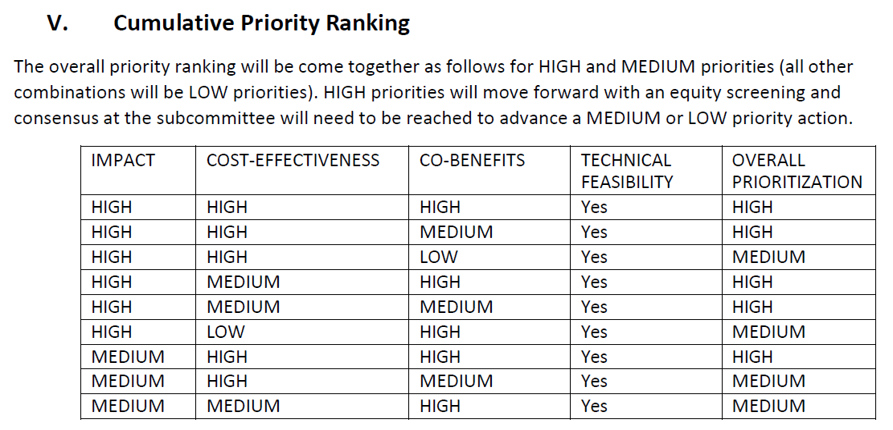 V. Cumulative Priority Ranking
The overall priority ranking will be come together as follows for HIGH and MEDIUM priorities (all other
combinations will be LOW priorities). HIGH priorities will move forward with an equity screening and
consensus at the subcommittee will need to be reached to advance a MEDIUM or LOW priority action.
IMPACT COST-EFFECTIVENESS CO-BENEFITS TECHNICAL FEASIBILITY OVERALL PRIORITIZATION
HIGH HIGH HIGH Yes HIGH
HIGH HIGH MEDIUM Yes HIGH
HIGH HIGH LOW Yes MEDIUM
HIGH MEDIUM HIGH Yes HIGH
HIGH MEDIUM MEDIUM Yes HIGH
HIGH LOW HIGH Yes MEDIUM
MEDIUM HIGH HIGH Yes HIGH
MEDIUM HIGH MEDIUM Yes MEDIUM
MEDIUM MEDIUM HIGH Yes MEDIUM